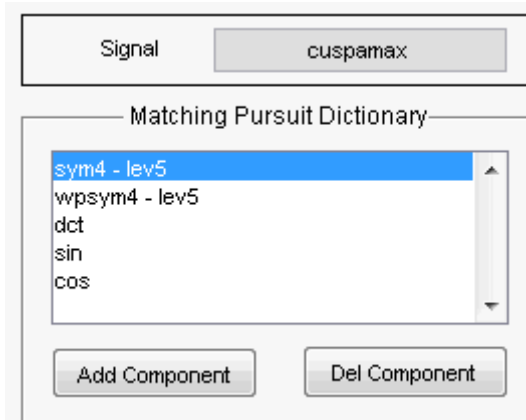 Signal cuspamax
Matching Pursuit Dictionary
sym4 - lev5
wpsym4 - lev5
dct
sin
cos
Add Component Del Component